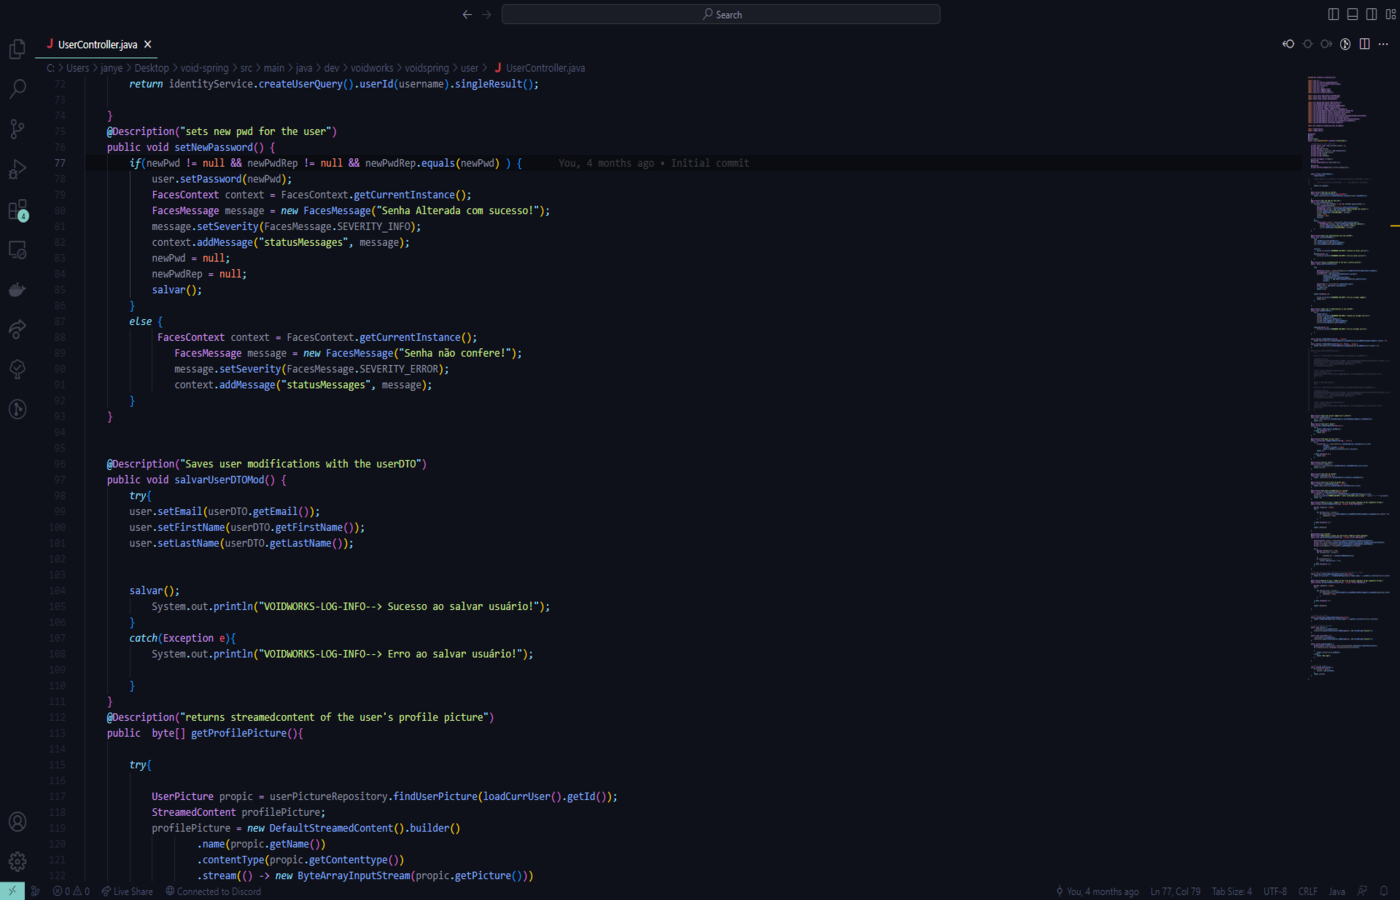 Search
UserController.java
C: > Users > janye > Desktop > void-spring > src > main > java > dev > voidworks > voidspring > user > UserController.java
72 return identityService.createUserQuery().userId(username).singleResult();
73
74 }
75 @Description("sets new pwd for the user")
76 public void setNewPassword() {
77 if(newPwd != null && newPwdRep != null && newPwdRep.equals(newPwd) ) { You, 4 months ago • Initial commit
78 user.setPassword(newPwd);
79 FacesContext context = FacesContext.getCurrentInstance();
80 FacesMessage message = new FacesMessage("Senha Alterada com sucesso!");
81 message.setSeverity(FacesMessage.SEVERITY_INFO);
82 context.addMessage("statusMessages", message);
83 newPwd = null;
84 newPwdRep = null;
85 salvar();
86 }
87 else {
88 FacesContext context = FacesContext.getCurrentInstance();
89 FacesMessage message = new FacesMessage("Senha não confere!");
90 message.setSeverity(FacesMessage.SEVERITY_ERROR);
91 context.addMessage("statusMessages", message);
92 }
93 }
94
95
96 @Description("Saves user modifications with the userDTO")
97 public void salvarUserDTOMod() {
98 try{
99 user.setEmail(userDTO.getEmail());
100 user.setFirstName(userDTO.getFirstName());
101 user.setLastName(userDTO.getLastName());
102
103
104 salvar();
105 System.out.println("VOIDWORKS-LOG-INFO--> Sucesso ao salvar usuário!");
106 }
107 catch(Exception e){
108 System.out.println("VOIDWORKS-LOG-INFO--> Erro ao salvar usuário!");
109
110 }
111 }
112 @Description("returns streamedcontent of the user's profile picture")
113 public byte[] getProfilePicture(){
114
115 try{
116
117 UserPicture propic = userPictureRepository.findUserPicture(loadCurrUser().getId());
118 StreamedContent profilePicture;
119 profilePicture = new DefaultStreamedContent().builder()
120 .name(propic.getName())
121 .contentType(propic.getContenttype())
122 .stream(() -> new ByteArrayInputStream(propic.getPicture()))
4
0 0 Live Share Connected to Discord You, 4 months ago Ln 77, Col 79 Tab Size: 4 UTF-8 CRLF Java